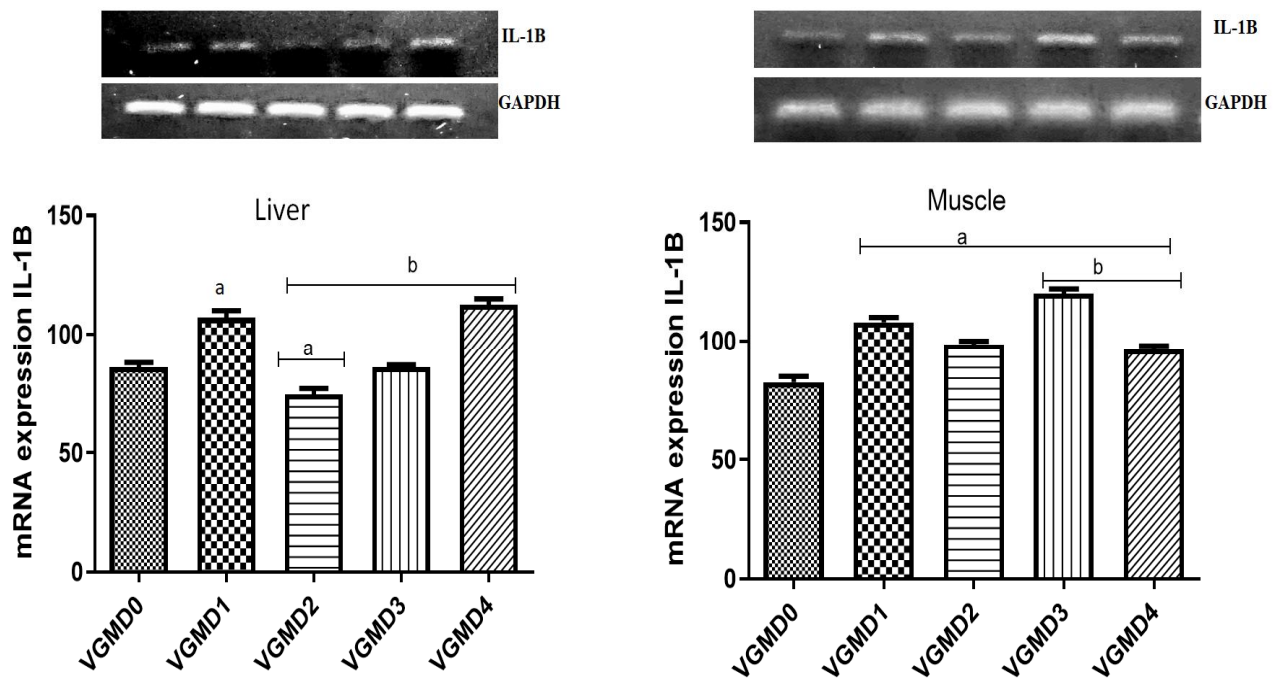 IL-1B
GAPDH
Liver
mRNA expression IL-1B
150
100
50
0
a
a
b
VGMD0
VGMD1
VGMD2
VGMD3
VGMD4
IL-1B
GAPDH
Muscle
mRNA expression IL-1B
150
100
50
0
a
b
VGMD0
VGMD1
VGMD2
VGMD3
VGMD4